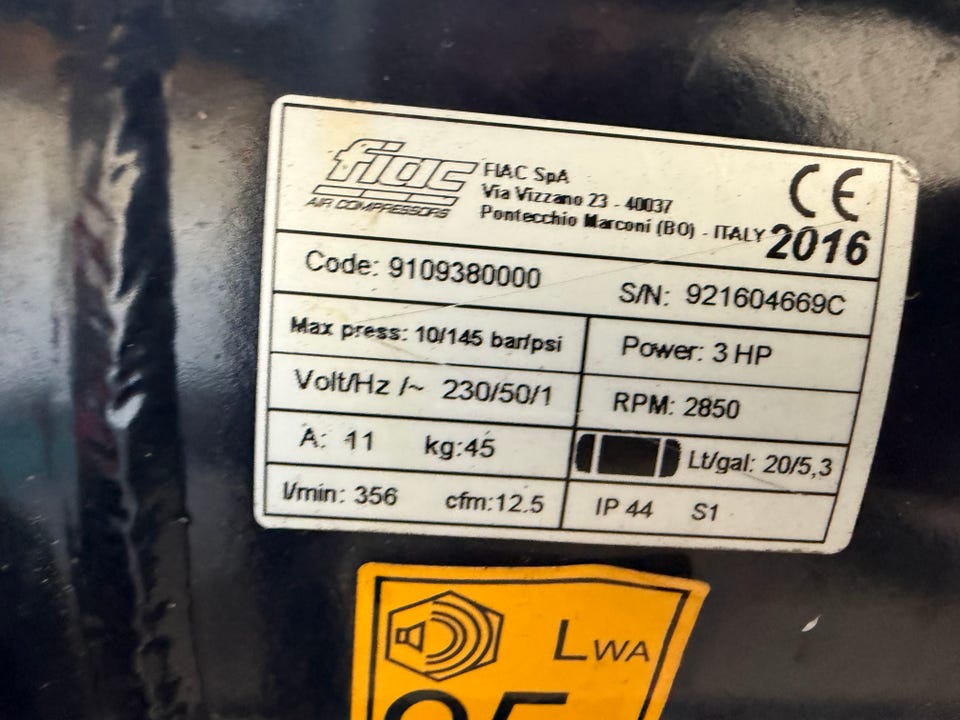 fiac
AIR COMPRESSORS
FIAC SpA
Via Vizzano 23 - 40037
Pontecchio Marconi (BO) - ITALY
CE
2016
Code: 9109380000
S/N: 921604669C
Max press: 10/145 bar/psi
Power: 3 HP
Volt/Hz /~ 230/50/1
RPM: 2850
A: 11 kg:45
Lt/gal: 20/5,3
l/min: 356 cfm:12.5
IP 44 S1
LWA